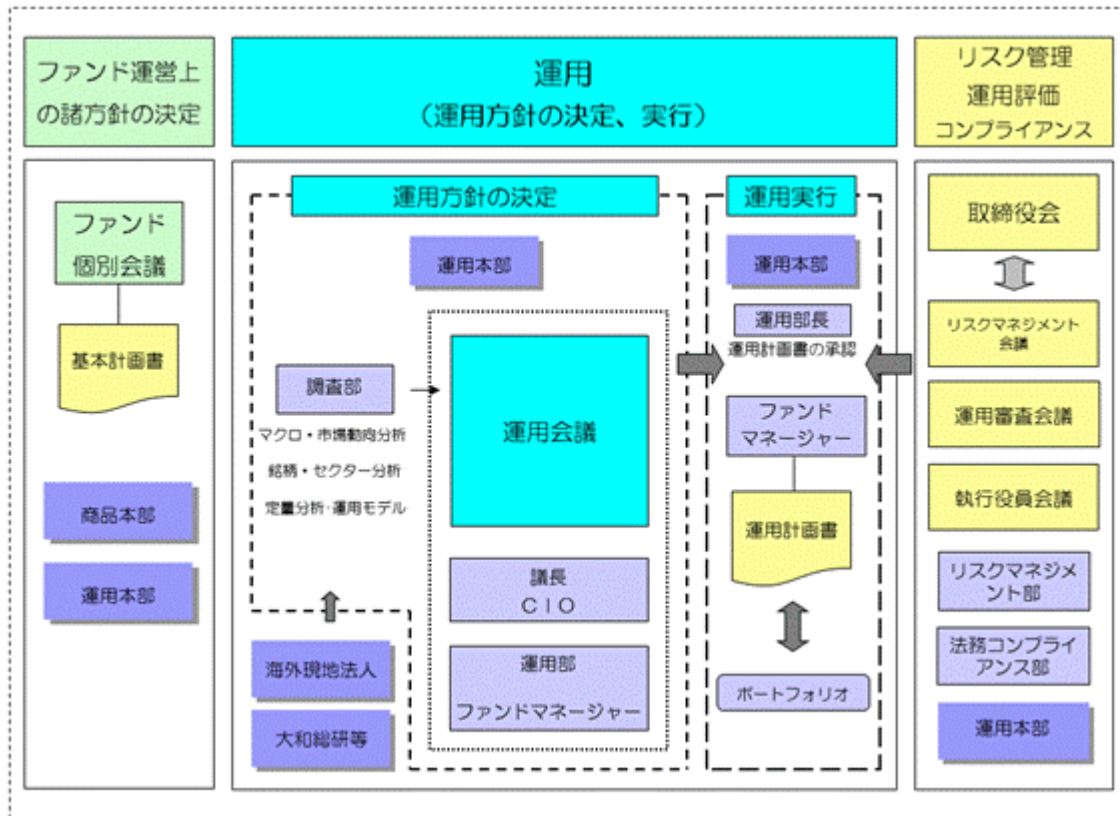 ファンド運営上
の諸方針の決定
運用
（運用方針の決定、実行）
リスク管理
運用評価
コンプライアンス
ファンド
個別会議
基本計画書
商品本部
運用本部
運用方針の決定
運用本部
調査部
マクロ・市場動向分析
銘柄・セクター分析
定量分析・運用モデル
海外現地法人
大和総研等
運用会議
議長
ＣＩＯ
運用部
ファンドマネージャー
運用実行
運用本部
運用部長
運用計画書の承認
ファンド
マネージャー
運用計画書
ポートフォリオ
取締役会
リスクマネジメント
会議
運用審査会議
執行役員会議
リスクマネジメ
ント部
法務コンプライ
アンス部
運用本部